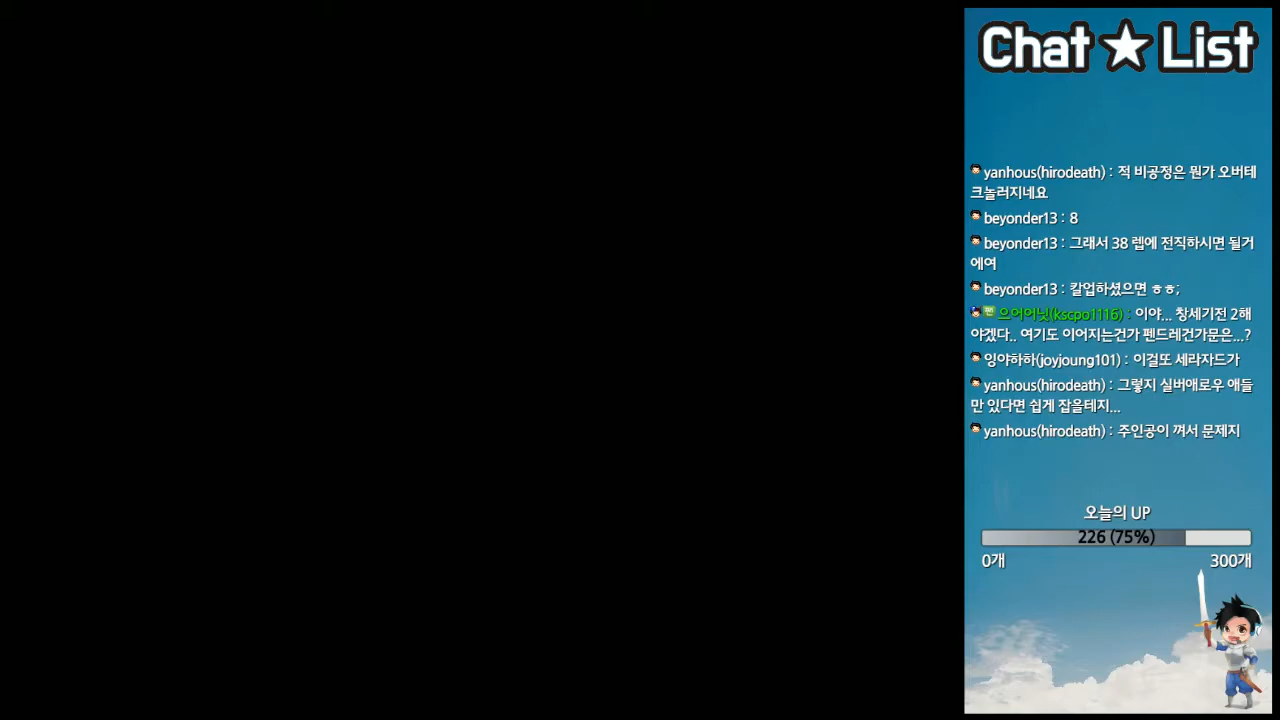 Chat★List
yanhous(hirodeath) : 적 비공정은 뭔가 오버테
크놀러지네요
beyonder13 : 8
beyonder13 : 그래서 38 렙에 전직하시면 될거
에여
beyonder13 : 칼업하셨으면 ㅎㅎ;
팬 으어어닛(kscpo1116) : 이야... 창세기전 2해
야겠다.. 여기도 이어지는건가 펜드레건가문은...?
잉야하하(joyjoung101) : 이걸또 세라자드가
yanhous(hirodeath) : 그렇지 실버애로우 애들
만 있다면 쉽게 잡을테지...
yanhous(hirodeath) : 주인공이 껴서 문제지
오늘의 UP
226 (75%)
0개 300개